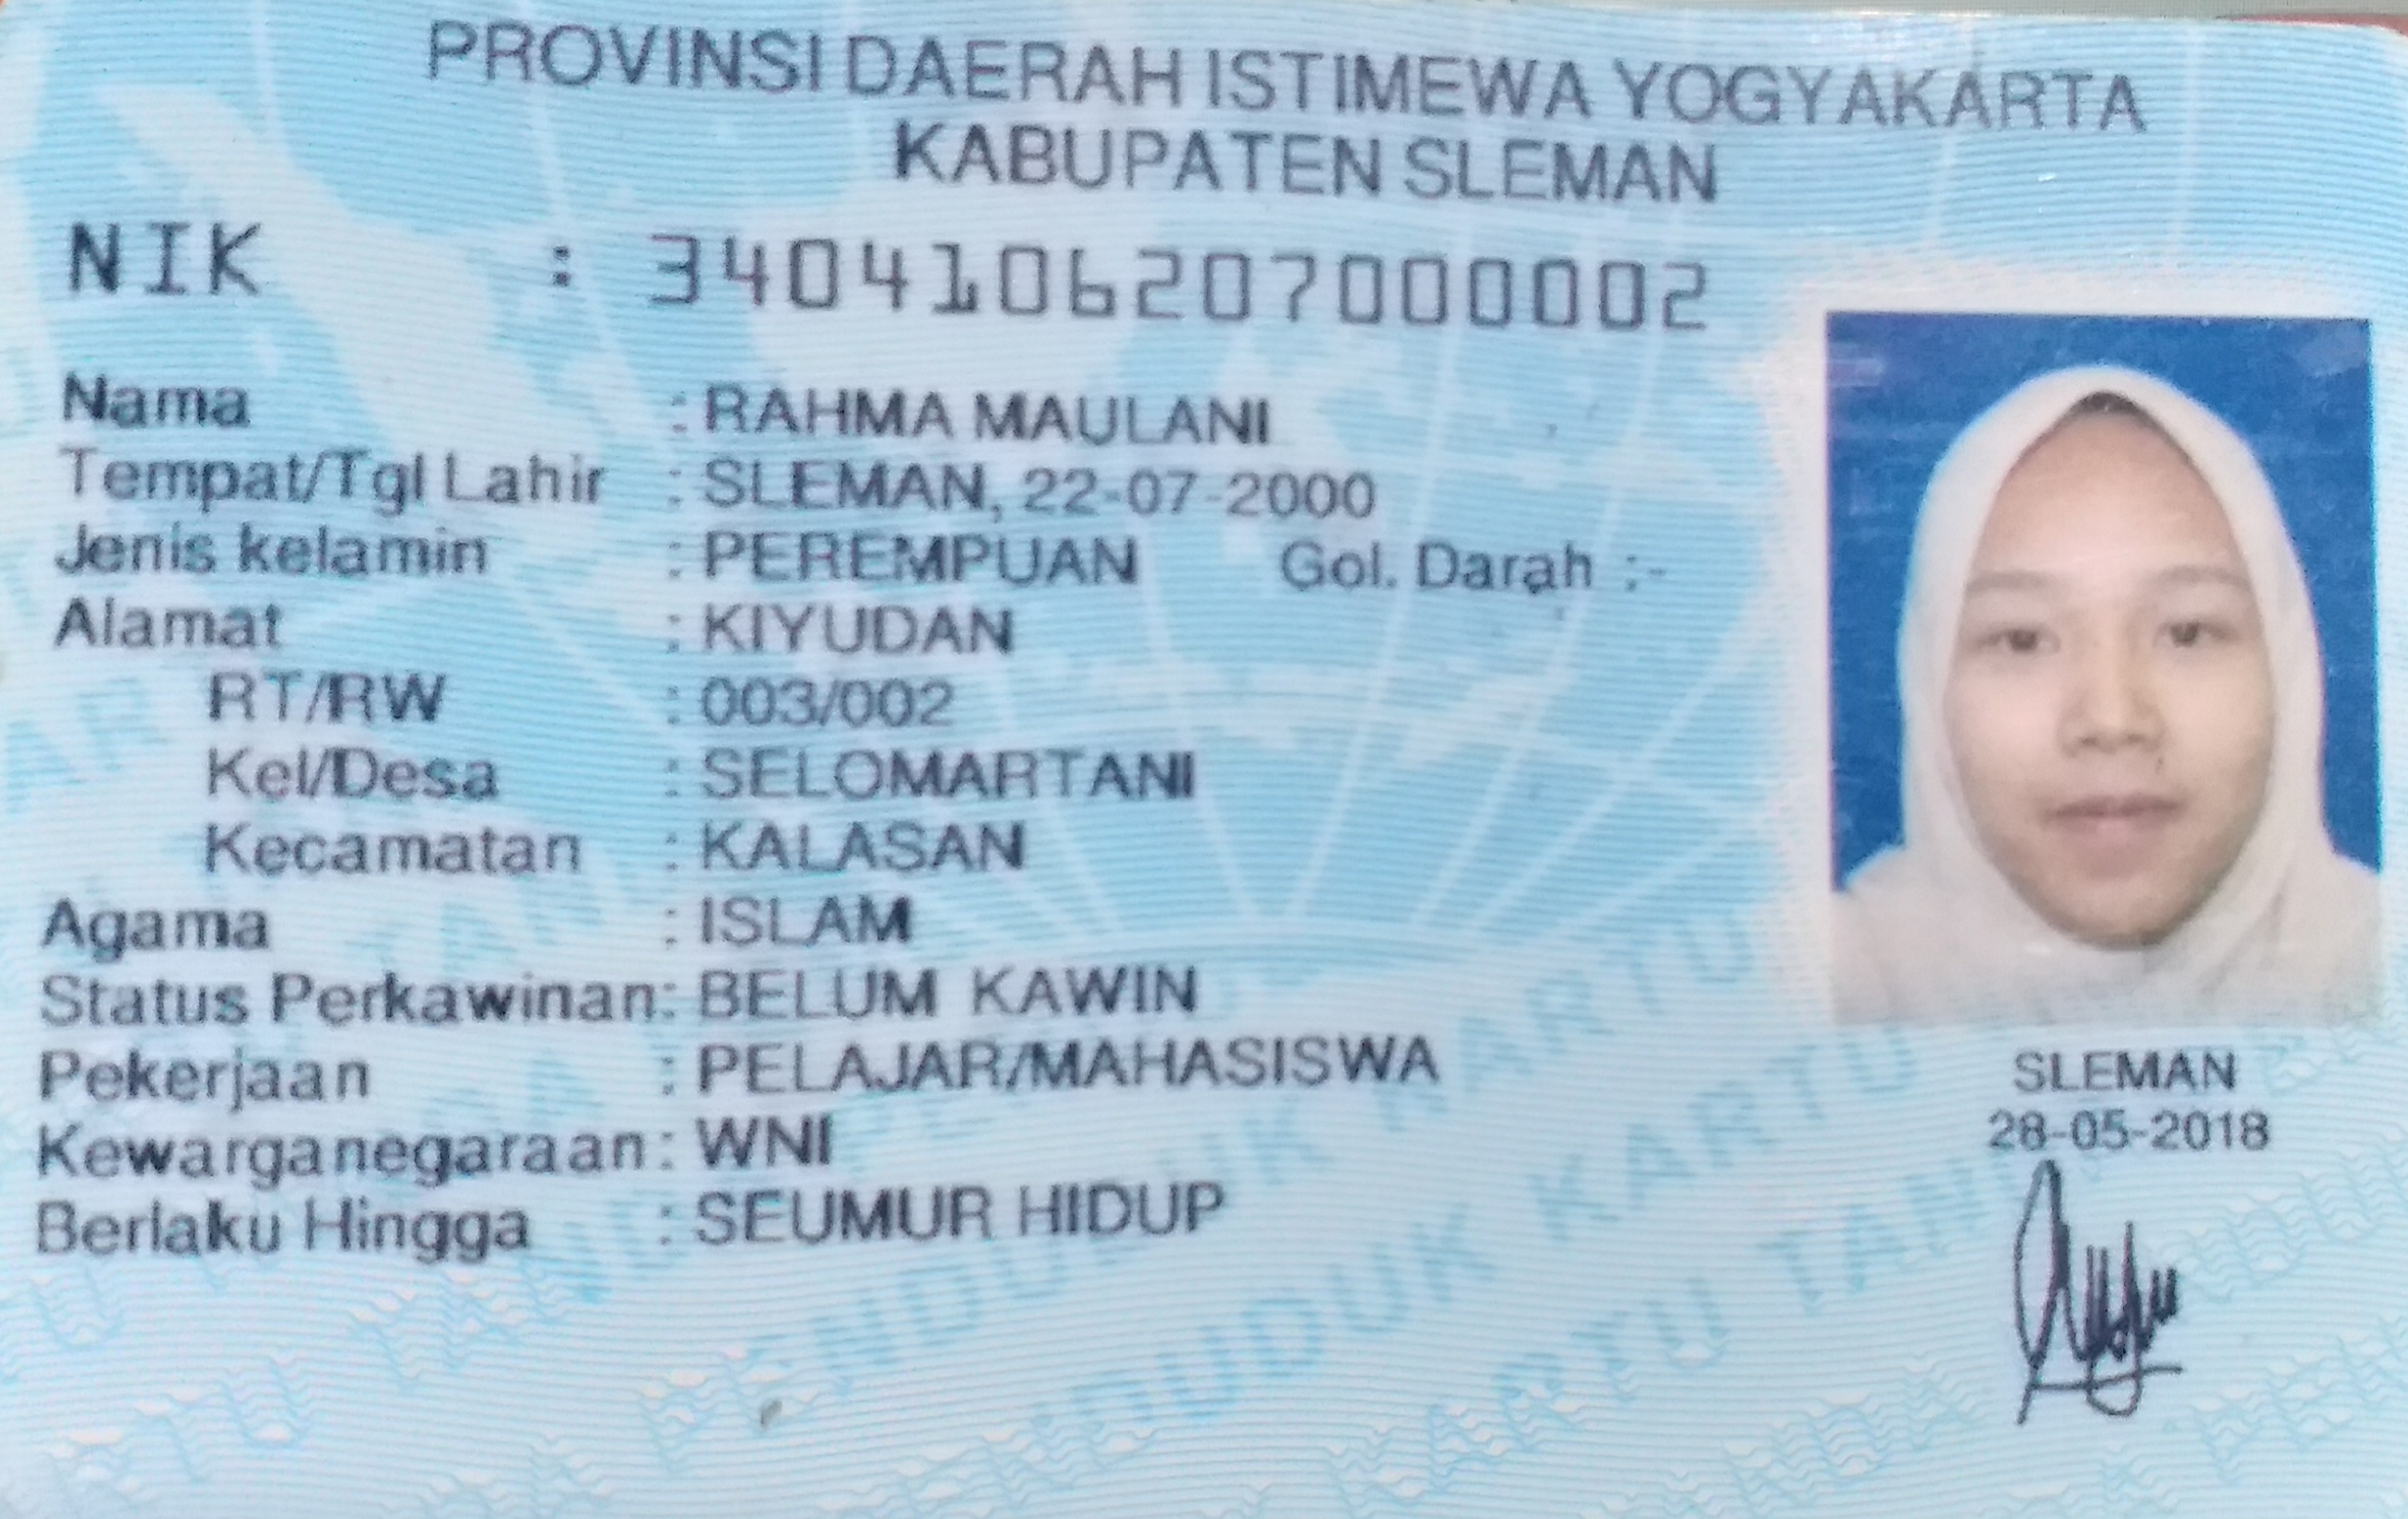 PROVINSI DAERAH ISTIMEWA YOGYAKARTA
KABUPATEN SLEMAN
NIK : 3404106207000002
Nama : RAHMA MAULANI
Tempat/Tgl Lahir : SLEMAN, 22-07-2000
Jenis kelamin : PEREMPUAN Gol. Darah :-
Alamat : KIYUDAN
RT/RW : 003/002
Kel/Desa : SELOMARTANI
Kecamatan : KALASAN
Agama : ISLAM
Status Perkawinan: BELUM KAWIN
Pekerjaan : PELAJAR/MAHASISWA
Kewarganegaraan: WNI
Berlaku Hingga : SEUMUR HIDUP
SLEMAN
28-05-2018